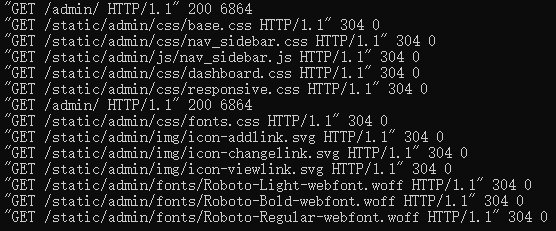 "GET /admin/ HTTP/1.1" 200 6864
"GET /static/admin/css/base.css HTTP/1.1" 304 0
"GET /static/admin/css/nav_sidebar.css HTTP/1.1" 304 0
"GET /static/admin/js/nav_sidebar.js HTTP/1.1" 304 0
"GET /static/admin/css/dashboard.css HTTP/1.1" 304 0
"GET /static/admin/css/responsive.css HTTP/1.1" 304 0
"GET /admin/ HTTP/1.1" 200 6864
"GET /static/admin/css/fonts.css HTTP/1.1" 304 0
"GET /static/admin/img/icon-addlink.svg HTTP/1.1" 304 0
"GET /static/admin/img/icon-changelink.svg HTTP/1.1" 304 0
"GET /static/admin/img/icon-viewlink.svg HTTP/1.1" 304 0
"GET /static/admin/fonts/Roboto-Light-webfont.woff HTTP/1.1" 304 0
"GET /static/admin/fonts/Roboto-Bold-webfont.woff HTTP/1.1" 304 0
"GET /static/admin/fonts/Roboto-Regular-webfont.woff HTTP/1.1" 304 0